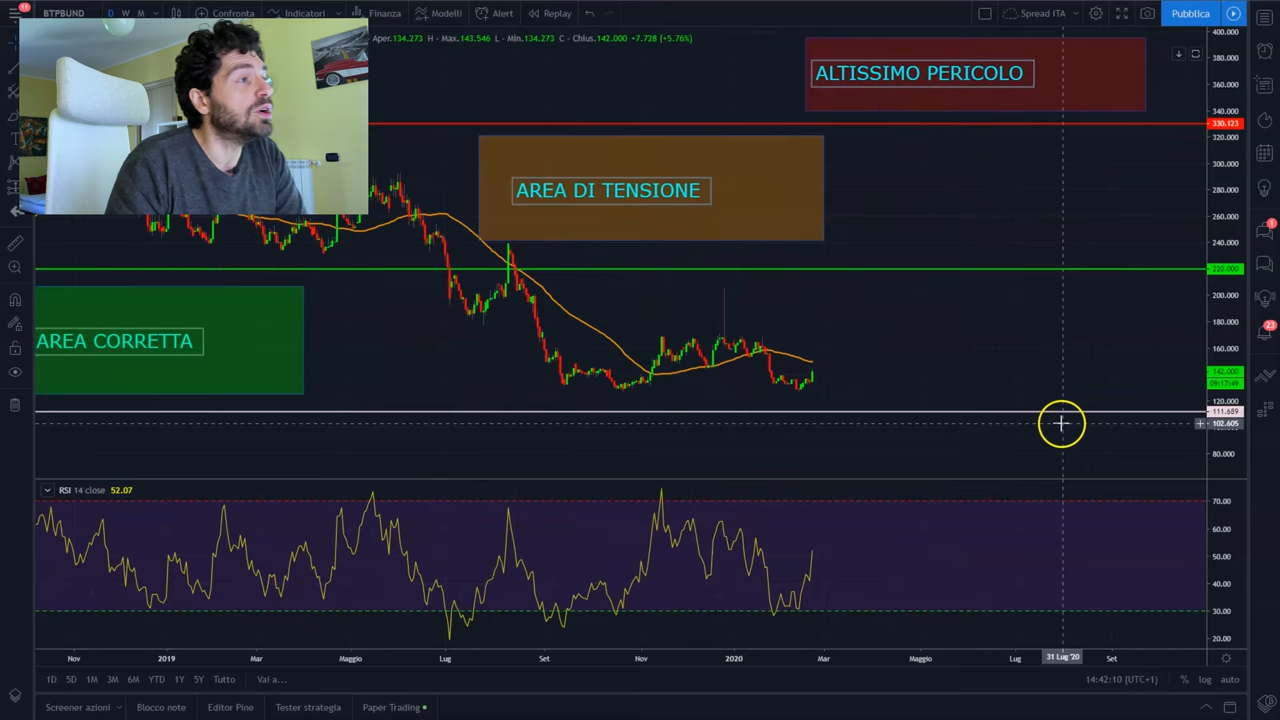 11
BTPBUND
D W M
Confronta
Indicatori
Finanza
Modelli
Alert
Replay
Spread ITA
Pubblica
Aper.134.273 H - Max.143.546 L - Min.134.273 C - Chius.142.000 +7.728 (+5.76%)
400.000
380.000
360.000
340.000
330.123
320.000
300.000
280.000
260.000
240.000
220.000
200.000
180.000
160.000
142.000
09:17:49
120.000
111.689
102.605
80.000
ALTISSIMO PERICOLO
AREA DI TENSIONE
AREA CORRETTA
1
23
RSI 14 close 52.07
70.00
60.00
50.00
40.00
30.00
20.00
Nov 2019 Mar Maggio Lug Set Nov 2020 Mar Maggio Lug 31 Lug '20 Set
1D 5D 1M 3M 6M YTD 1Y 5Y Tutto Vai a...
14:42:10 (UTC+1) % log auto
Screener azioni Blocco note Editor Pine Tester strategia Paper Trading